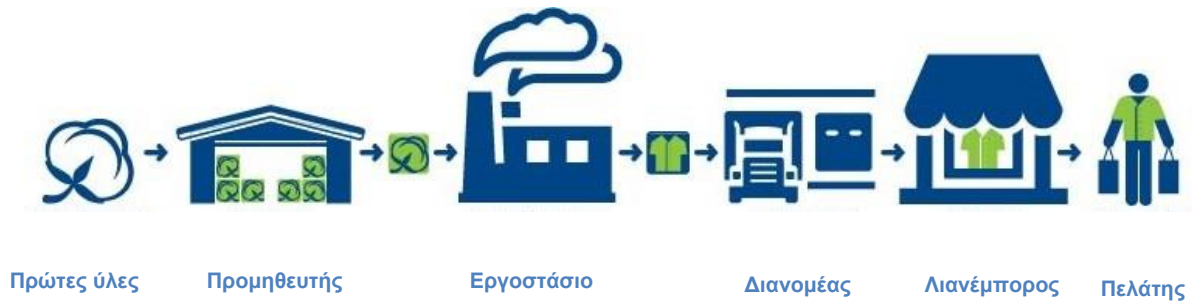 Πρώτες ύλες
Προμηθευτής
Εργοστάσιο
Διανομέας
Λιανέμπορος
Πελάτης